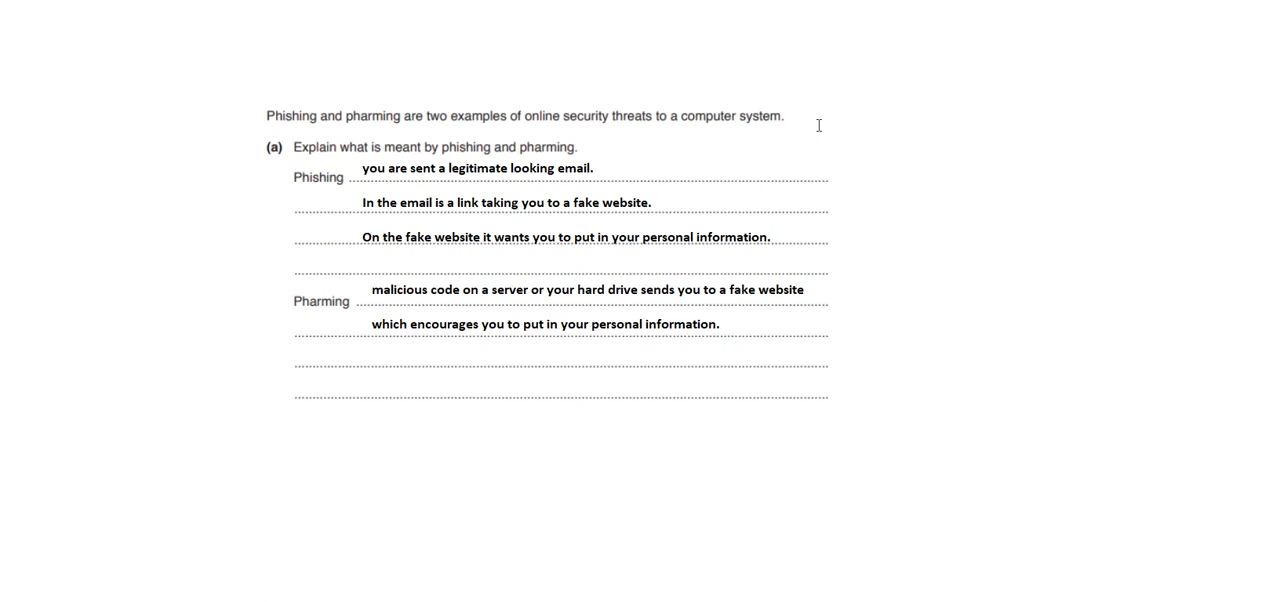 Phishing and pharming are two examples of online security threats to a computer system.
(a) Explain what is meant by phishing and pharming.
you are sent a legitimate looking email.
Phishing
In the email is a link taking you to a fake website.
On the fake website it wants you to put in your personal information.
malicious code on a server or your hard drive sends you to a fake website
Pharming
which encourages you to put in your personal information.